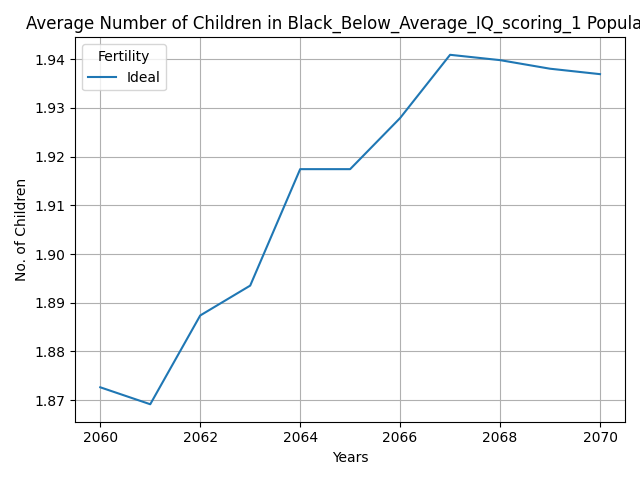 Average Number of Children in Black_Below_Average_IQ_scoring_1 Popula
Fertility
Ideal
No. of Children
1.94
1.93
1.92
1.91
1.90
1.89
1.88
1.87
2060 2062 2064 2066 2068 2070
Years